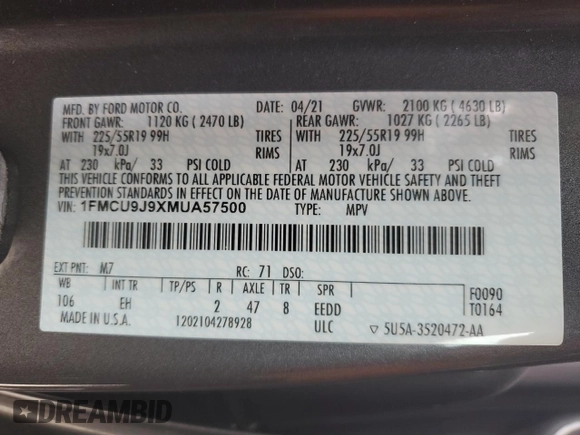 MFD. BY FORD MOTOR CO. DATE: 04/21 GVWR: 2100 KG ( 4630 LB)
FRONT GAWR: 1120 KG ( 2470 LB) REAR GAWR: 1027 KG ( 2265 LB)
WITH 225/55R19 99H TIRES WITH 225/55R19 99H TIRES
19x7.0J RIMS 19x7.0J RIMS
AT 230 kPa/ 33 PSI COLD AT 230 kPa/ 33 PSI COLD
THIS VEHICLE CONFORMS TO ALL APPLICABLE FEDERAL MOTOR VEHICLE SAFETY AND THEFT
PREVENTION STANDARDS IN EFFECT ON THE DATE OF MANUFACTURE SHOWN ABOVE.
VIN: 1FMCU9J9XMUA57500 TYPE: MPV
EXT PNT: M7 RC: 71 DSO:
WB INT TR TP/PS R AXLE TR SPR F0090
106 EH 2 47 8 EEDD T0164
MADE IN U.S.A. 1202104278928 ULC ▽ 5U5A-3520472-AA
DREAMBID